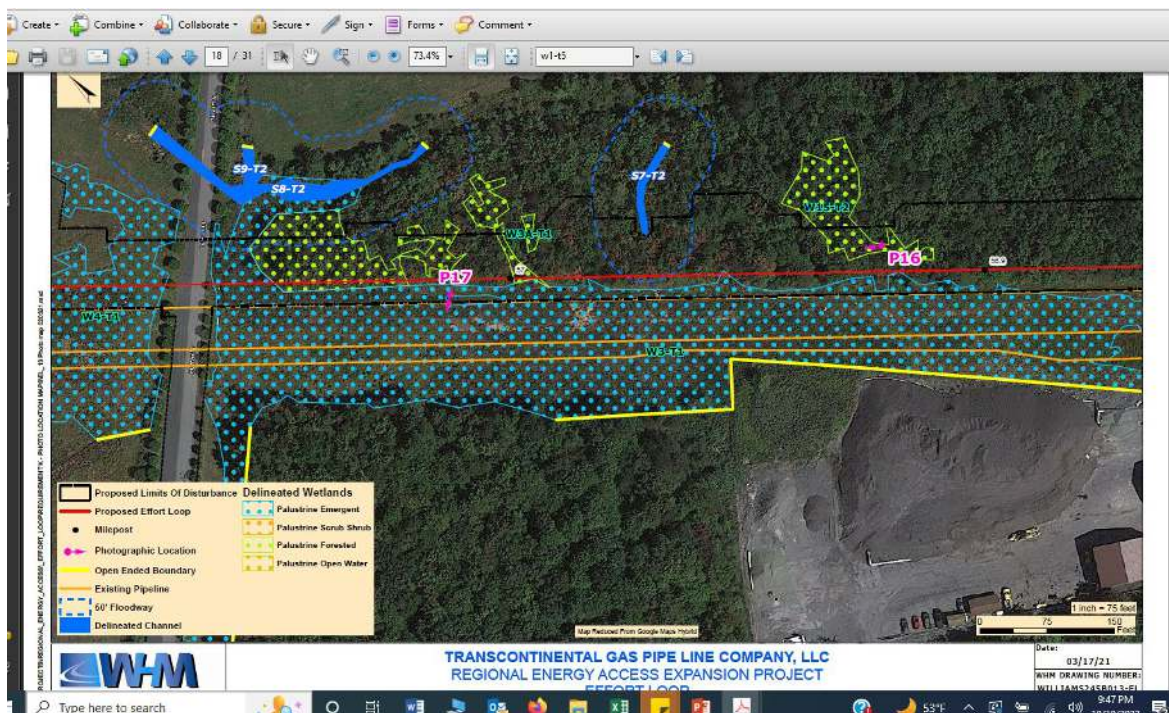 Create
Combine
Collaborate
Secure
Sign
Forms
Comment
18 / 31
73.4%
w1-t5
S9-T2
S8-T2
S7-T2
W3A-T1
W15-T2
P16
P17
57
W4-T1
W3-T1
Proposed Limits Of Disturbance
Proposed Effort Loop
Milepost
Photographic Location
Open Ended Boundary
Existing Pipeline
50' Floodway
Delineated Channel
Delineated Wetlands
Palustrine Emergent
Palustrine Scrub Shrub
Palustrine Forested
Palustrine Open Water
Map Reduced From Google Maps Hybrid
1 inch = 75 feet
0 75 150
Feet
WHM
TRANSCONTINENTAL GAS PIPE LINE COMPANY, LLC
REGIONAL ENERGY ACCESS EXPANSION PROJECT
EFFORT LOOP
Date:
03/17/21
WHM DRAWING NUMBER:
Type here to search
53°F
9:47 PM